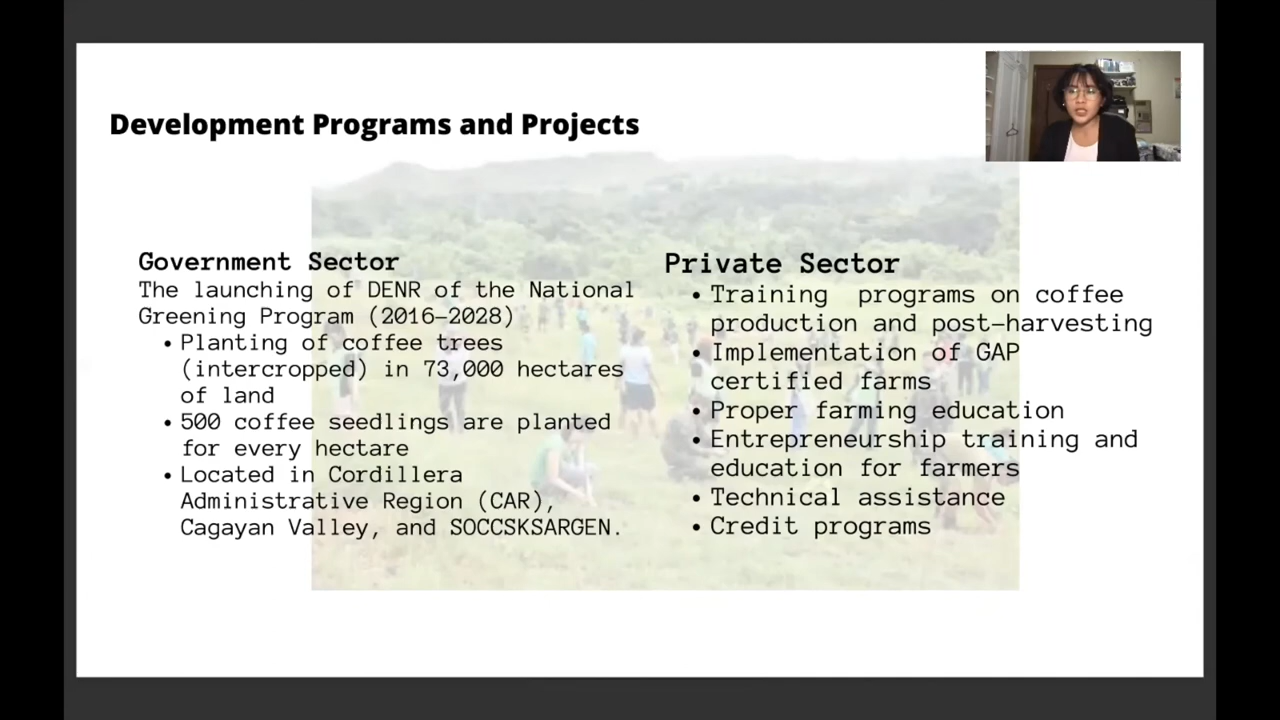 Development Programs and Projects
Government Sector
The launching of DENR of the National
Greening Program (2016-2028)
• Planting of coffee trees
(intercropped) in 73,000 hectares
of land
• 500 coffee seedlings are planted
for every hectare
• Located in Cordillera
Administrative Region (CAR),
Cagayan Valley, and SOCCSKSARGEN.
Private Sector
• Training programs on coffee
production and post-harvesting
• Implementation of GAP
certified farms
• Proper farming education
• Entrepreneurship training and
education for farmers
• Technical assistance
• Credit programs